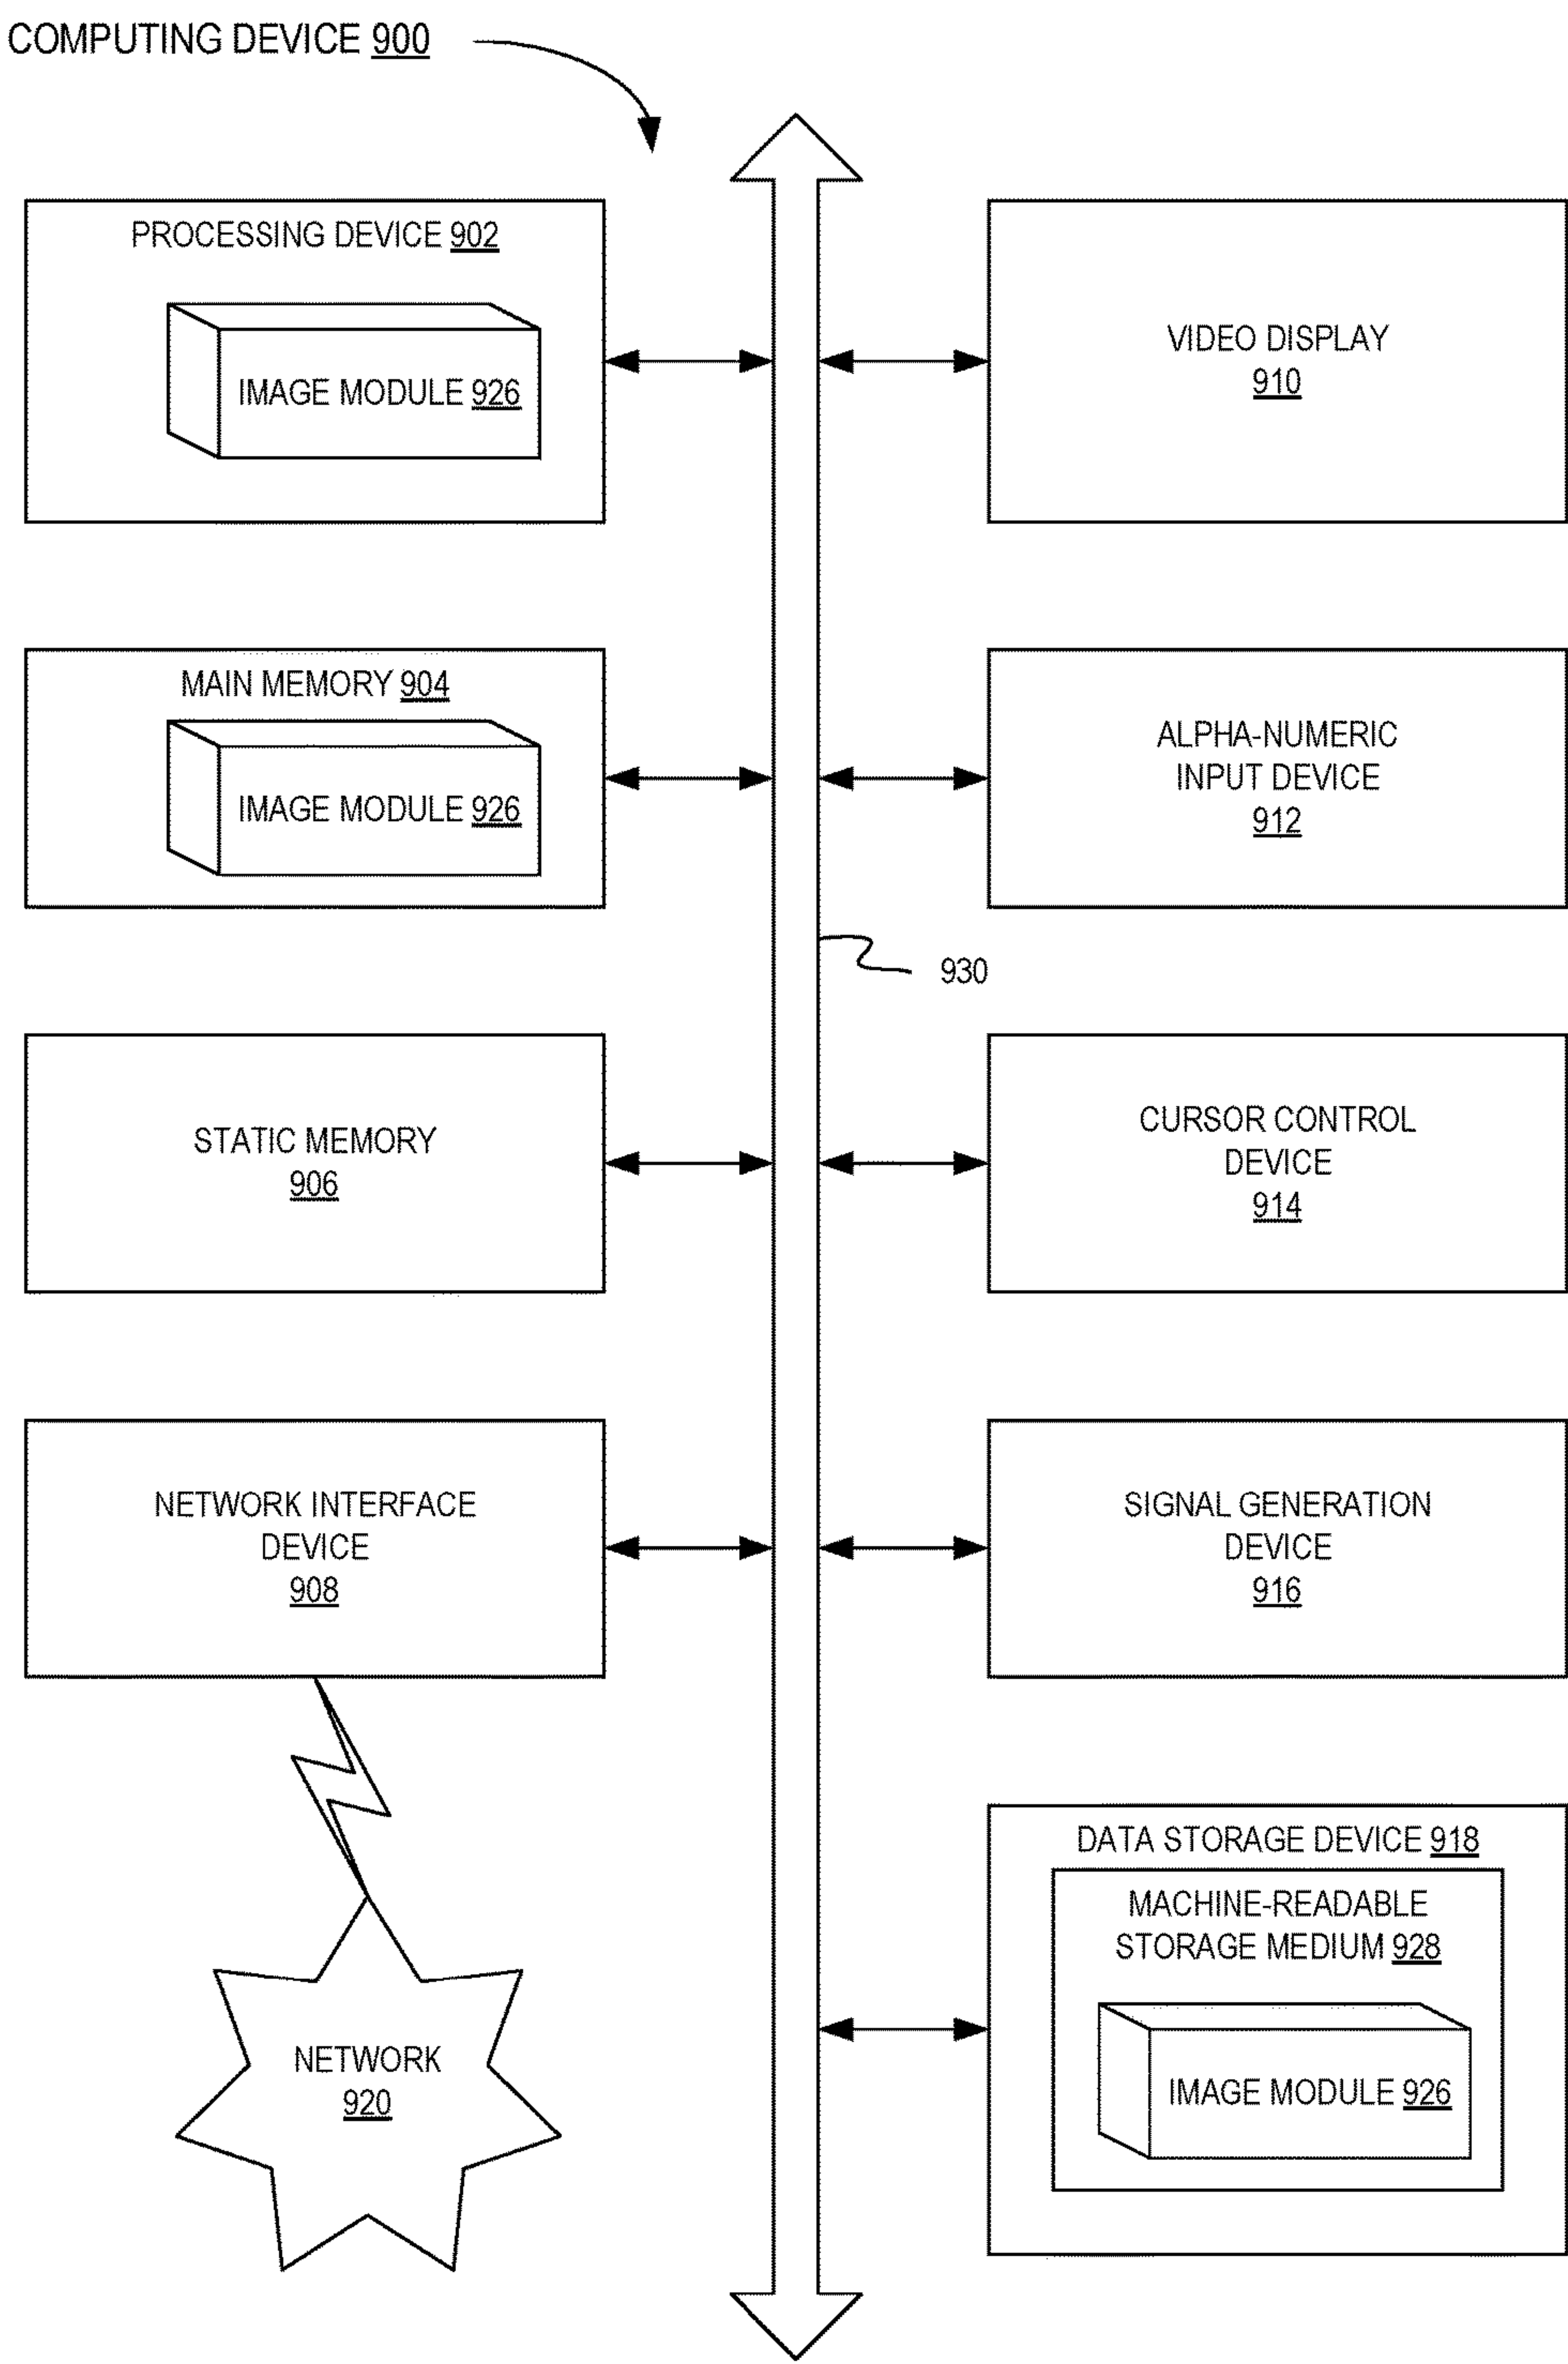 COMPUTING DEVICE 900
PROCESSING DEVICE 902
IMAGE MODULE 926
MAIN MEMORY 904
IMAGE MODULE 926
STATIC MEMORY
906
NETWORK INTERFACE
DEVICE
908
NETWORK
920
VIDEO DISPLAY
910
ALPHA-NUMERIC
INPUT DEVICE
912
930
CURSOR CONTROL
DEVICE
914
SIGNAL GENERATION
DEVICE
916
DATA STORAGE DEVICE 918
MACHINE-READABLE
STORAGE MEDIUM 928
IMAGE MODULE 926